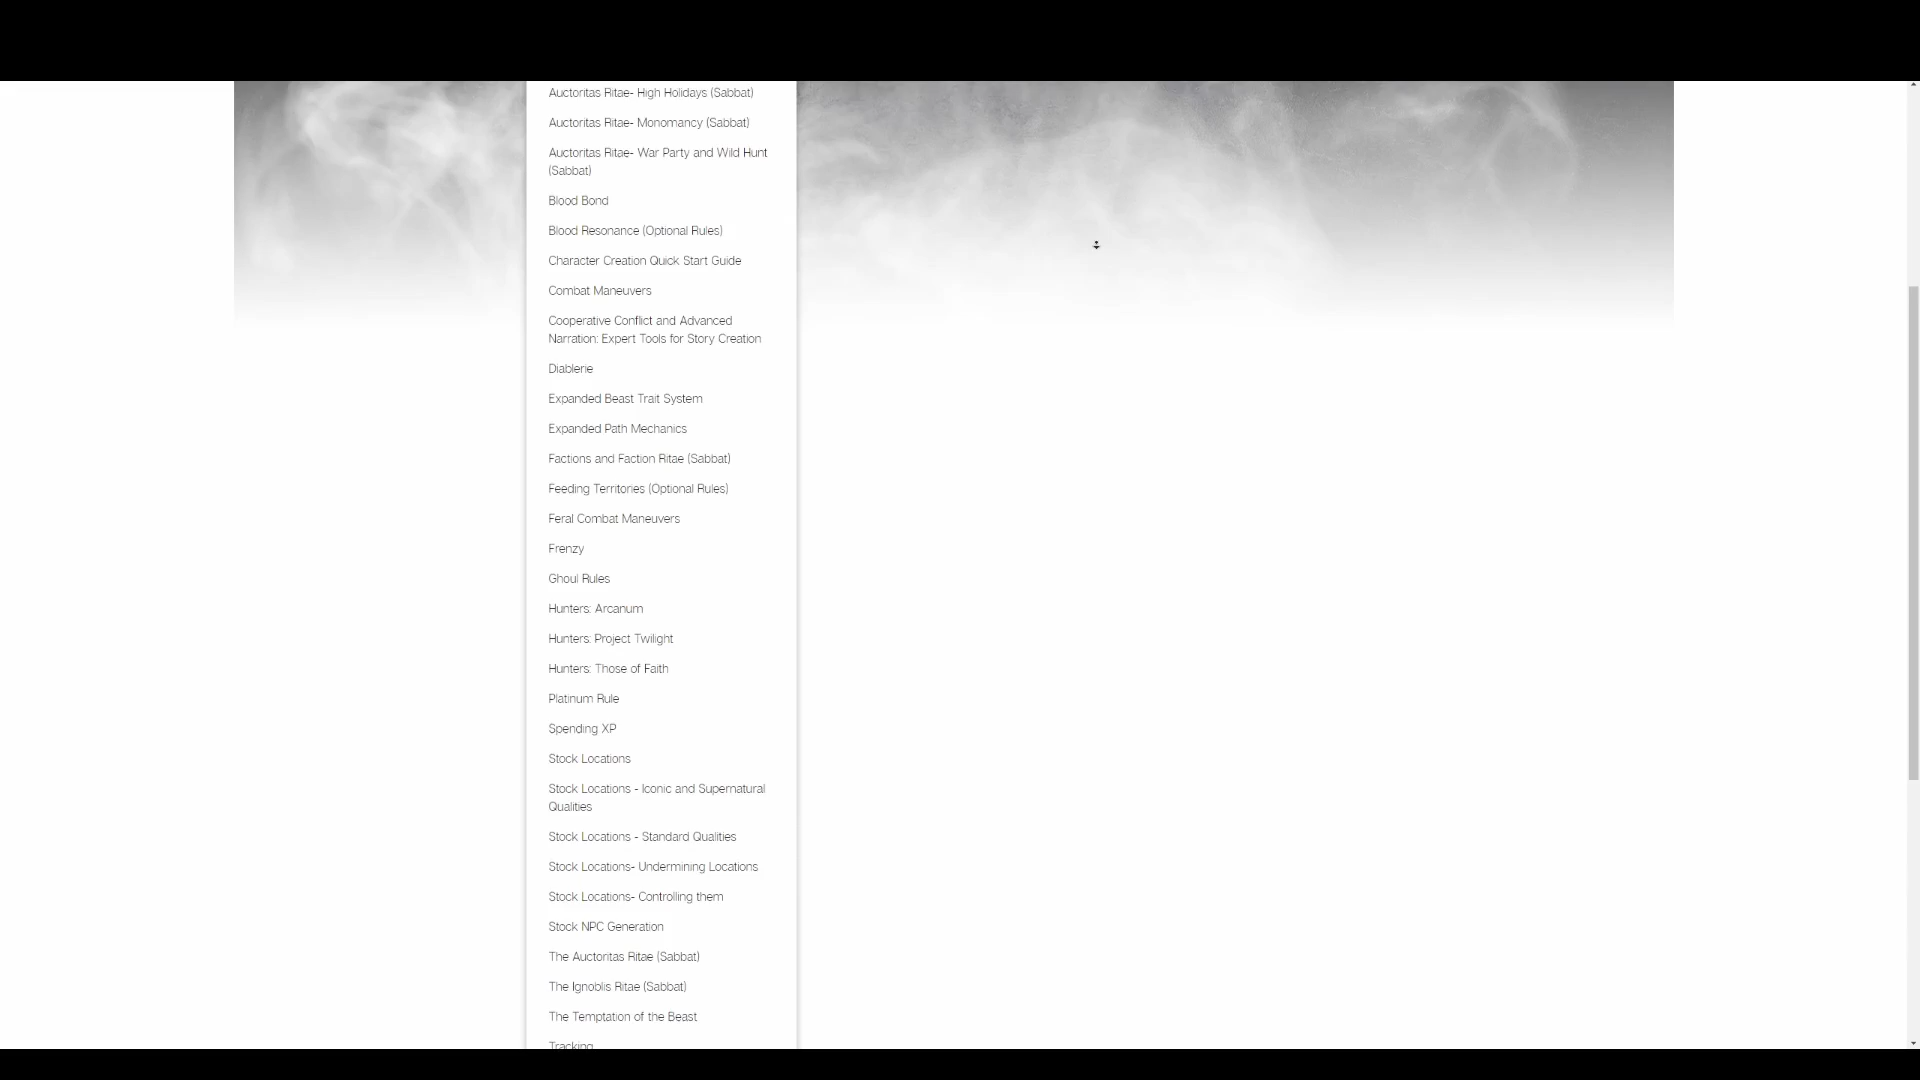 Auctoritas Ritae- High Holidays (Sabbat)
Auctoritas Ritae- Monomancy (Sabbat)
Auctoritas Ritae- War Party and Wild Hunt
(Sabbat)
Blood Bond
Blood Resonance (Optional Rules)
Character Creation Quick Start Guide
Combat Maneuvers
Cooperative Conflict and Advanced
Narration: Expert Tools for Story Creation
Diablerie
Expanded Beast Trait System
Expanded Path Mechanics
Factions and Faction Ritae (Sabbat)
Feeding Territories (Optional Rules)
Feral Combat Maneuvers
Frenzy
Ghoul Rules
Hunters: Arcanum
Hunters: Project Twilight
Hunters: Those of Faith
Platinum Rule
Spending XP
Stock Locations
Stock Locations - Iconic and Supernatural
Qualities
Stock Locations - Standard Qualities
Stock Locations- Undermining Locations
Stock Locations- Controlling them
Stock NPC Generation
The Auctoritas Ritae (Sabbat)
The Ignoblis Ritae (Sabbat)
The Temptation of the Beast
Tracking